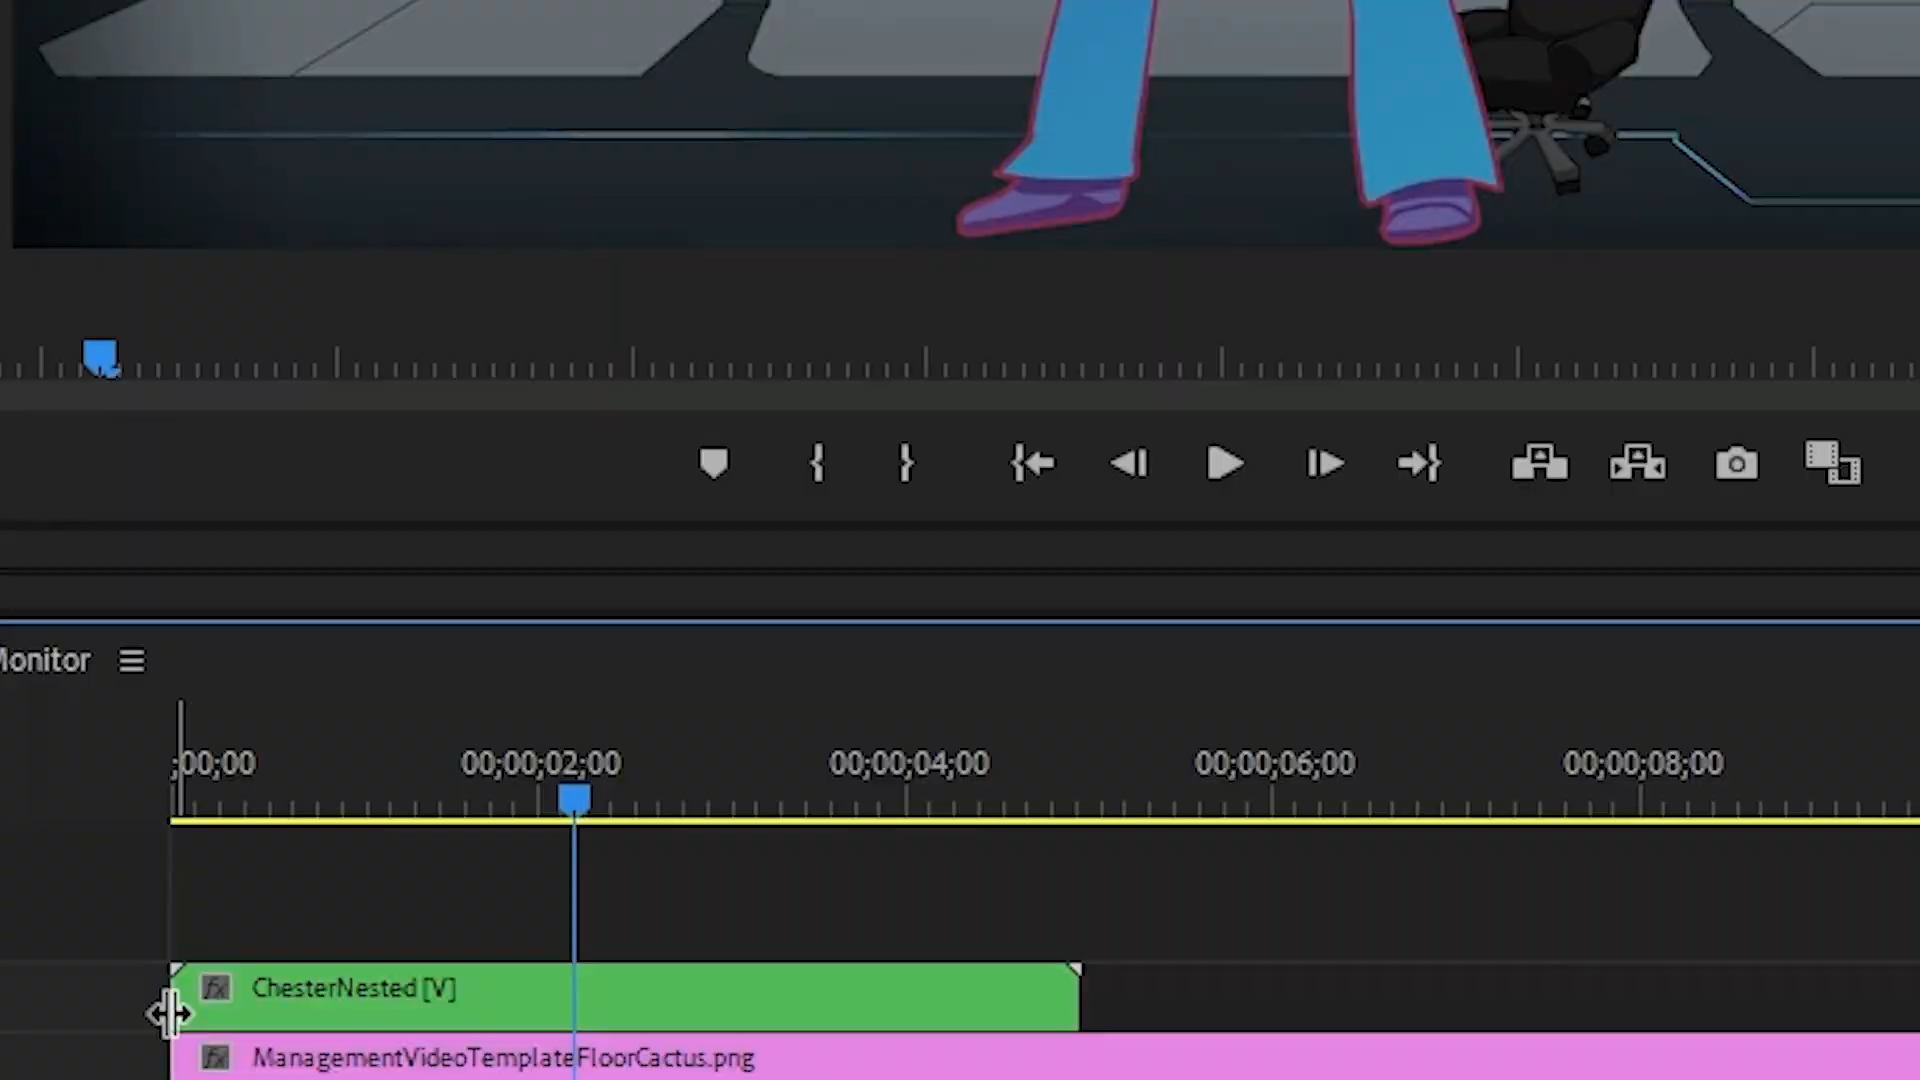 Monitor
;00;00 00;00;02;00 00;00;04;00 00;00;06;00 00;00;08;00
fx ChesterNested [V]
fx ManagementVideoTemplateFloorCactus.png